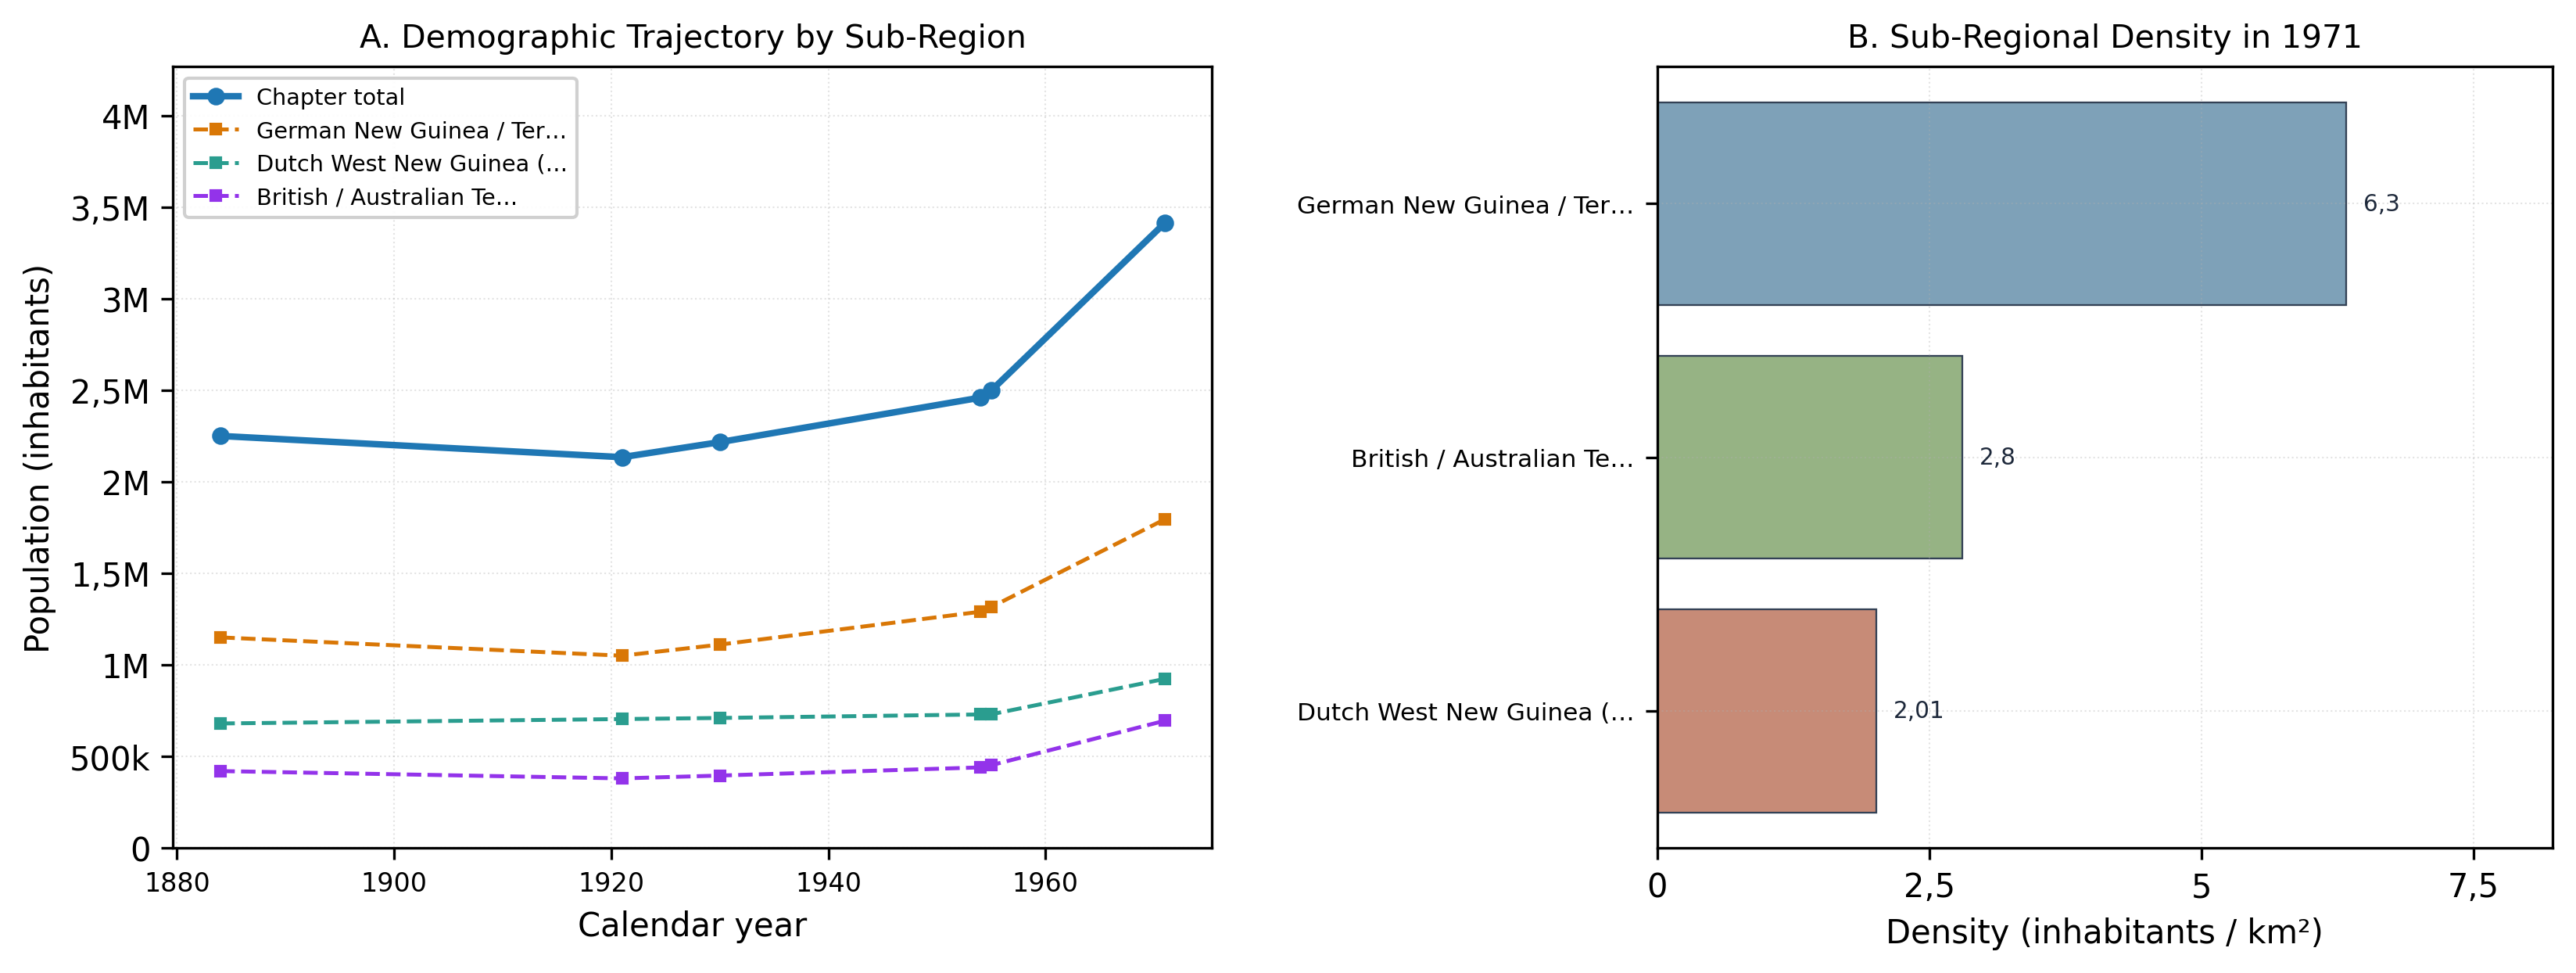 A. Demographic Trajectory by Sub-Region
Chapter total
German New Guinea / Ter...
Dutch West New Guinea (...
British / Australian Te...
4M
3,5M
3M
2,5M
2M
1,5M
1M
500k
0
Population (inhabitants)
1880 1900 1920 1940 1960
Calendar year
B. Sub-Regional Density in 1971
German New Guinea / Ter... 6,3
British / Australian Te... 2,8
Dutch West New Guinea (... 2,01
0 2,5 5 7,5
Density (inhabitants / km²)